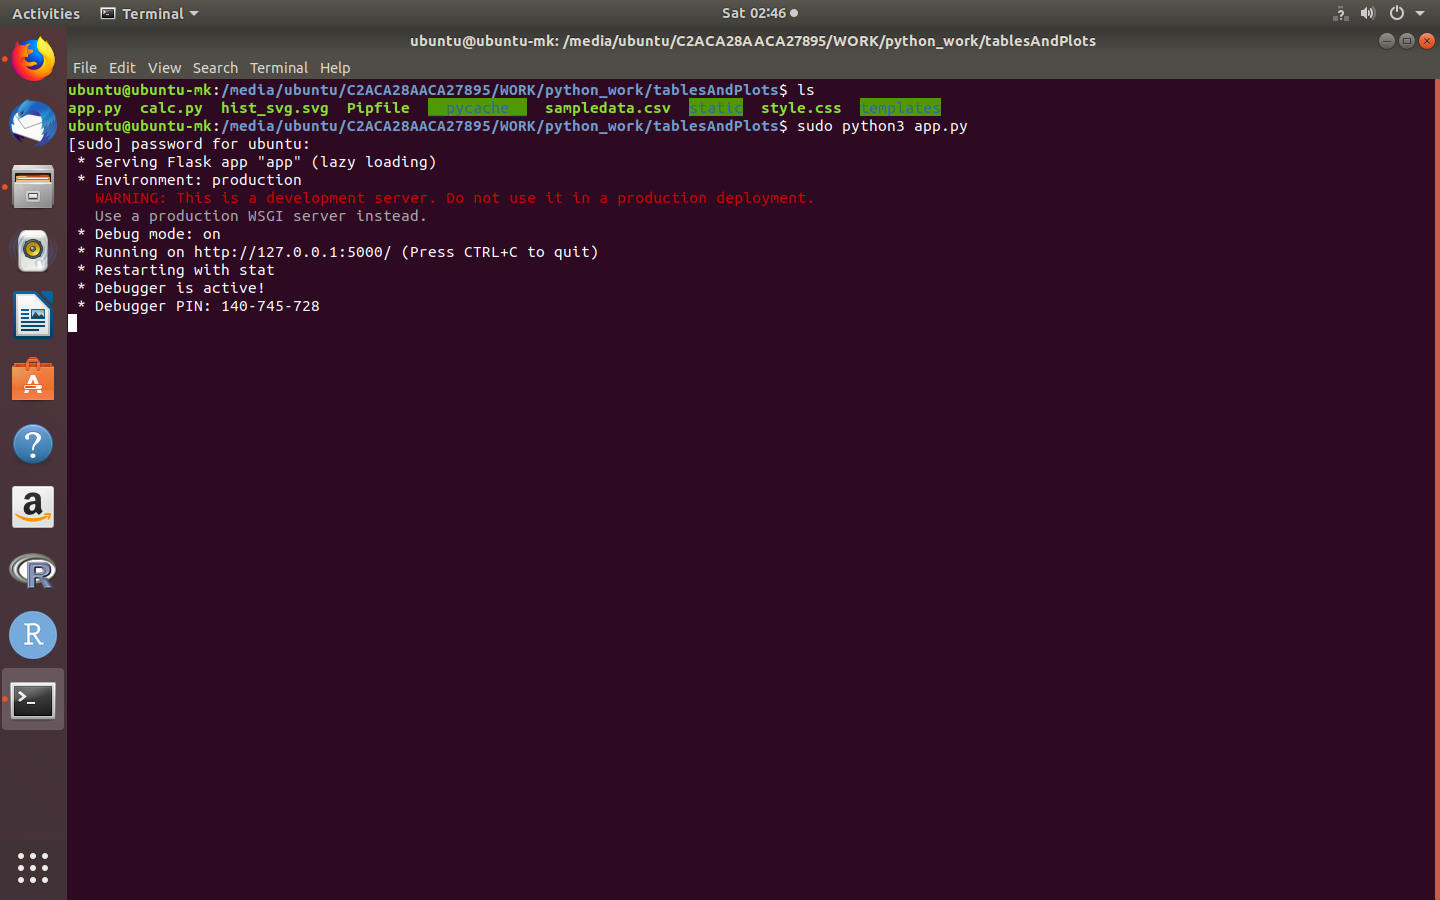 Activities Terminal Sat 02:46
ubuntu@ubuntu-mk: /media/ubuntu/C2ACA28AACA27895/WORK/python_work/tablesAndPlots
File Edit View Search Terminal Help
ubuntu@ubuntu-mk:/media/ubuntu/C2ACA28AACA27895/WORK/python_work/tablesAndPlots$ ls
app.py calc.py hist_svg.svg Pipfile __pycache__ sampledata.csv static style.css templates
ubuntu@ubuntu-mk:/media/ubuntu/C2ACA28AACA27895/WORK/python_work/tablesAndPlots$ sudo python3 app.py
[sudo] password for ubuntu:
* Serving Flask app "app" (lazy loading)
* Environment: production
WARNING: This is a development server. Do not use it in a production deployment.
Use a production WSGI server instead.
* Debug mode: on
* Running on http://127.0.0.1:5000/ (Press CTRL+C to quit)
* Restarting with stat
* Debugger is active!
* Debugger PIN: 140-745-728